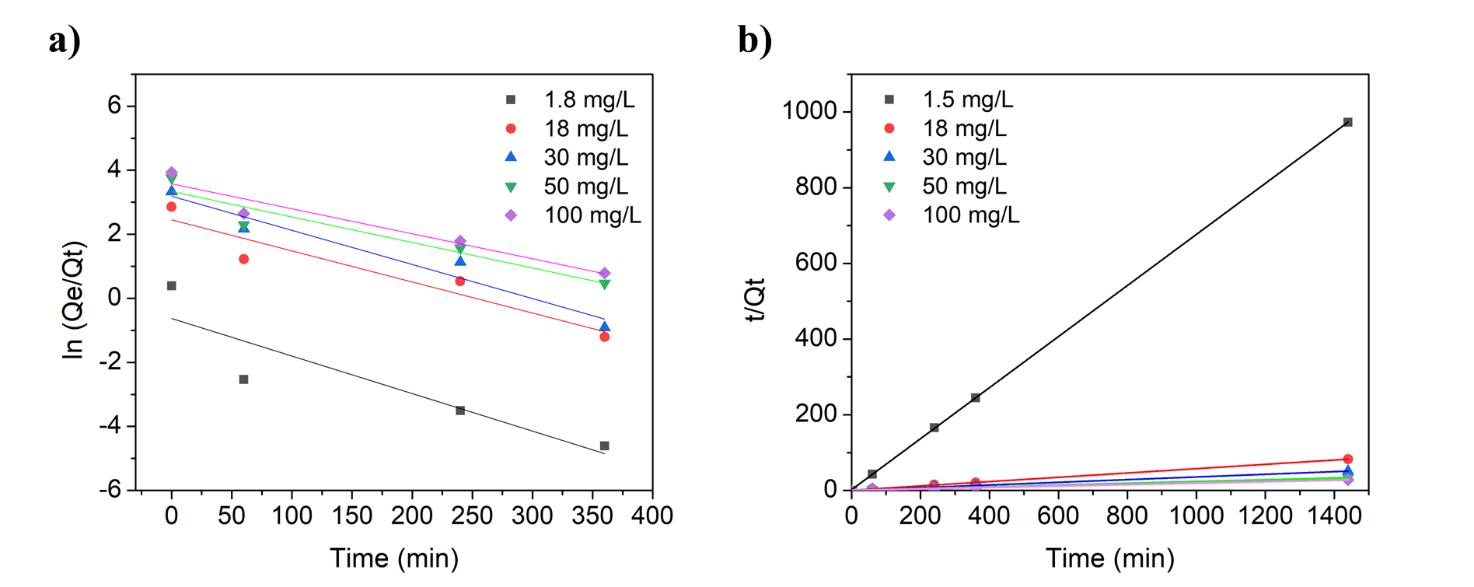 a)
6
4
2
0
-2
-4
-6
ln (Qe/Qt)
1.8 mg/L
18 mg/L
30 mg/L
50 mg/L
100 mg/L
0 50 100 150 200 250 300 350 400
Time (min)
b)
1000
800
600
400
200
0
t/Qt
1.5 mg/L
18 mg/L
30 mg/L
50 mg/L
100 mg/L
0 200 400 600 800 1000 1200 1400
Time (min)